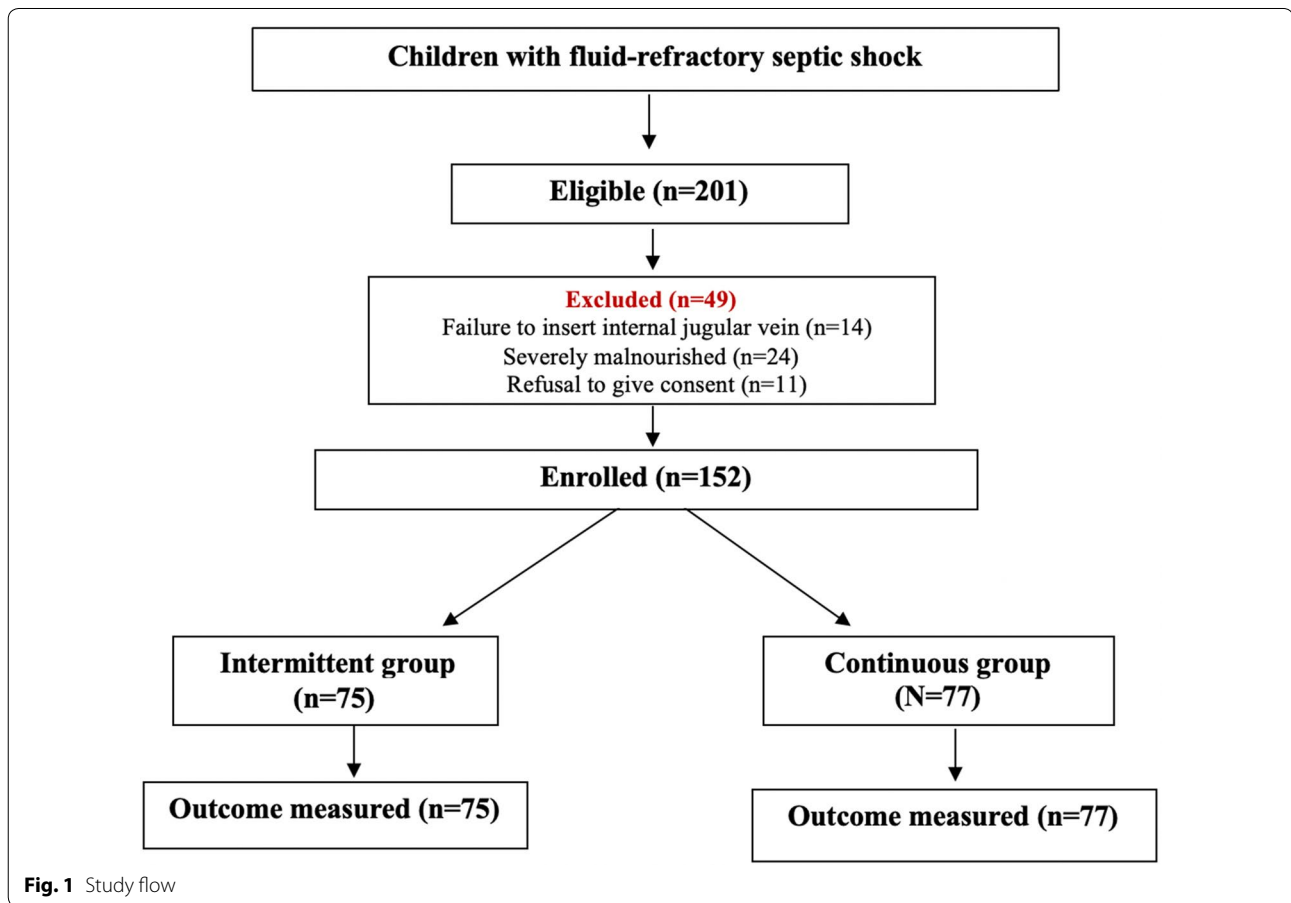 Children with fluid-refractory septic shock
Eligible (n=201)
Excluded (n=49)
Failure to insert internal jugular vein (n=14)
Severely malnourished (n=24)
Refusal to give consent (n=11)
Enrolled (n=152)
Intermittent group
(n=75)
Continuous group
(N=77)
Outcome measured (n=75)
Outcome measured (n=77)
Fig. 1 Study flow